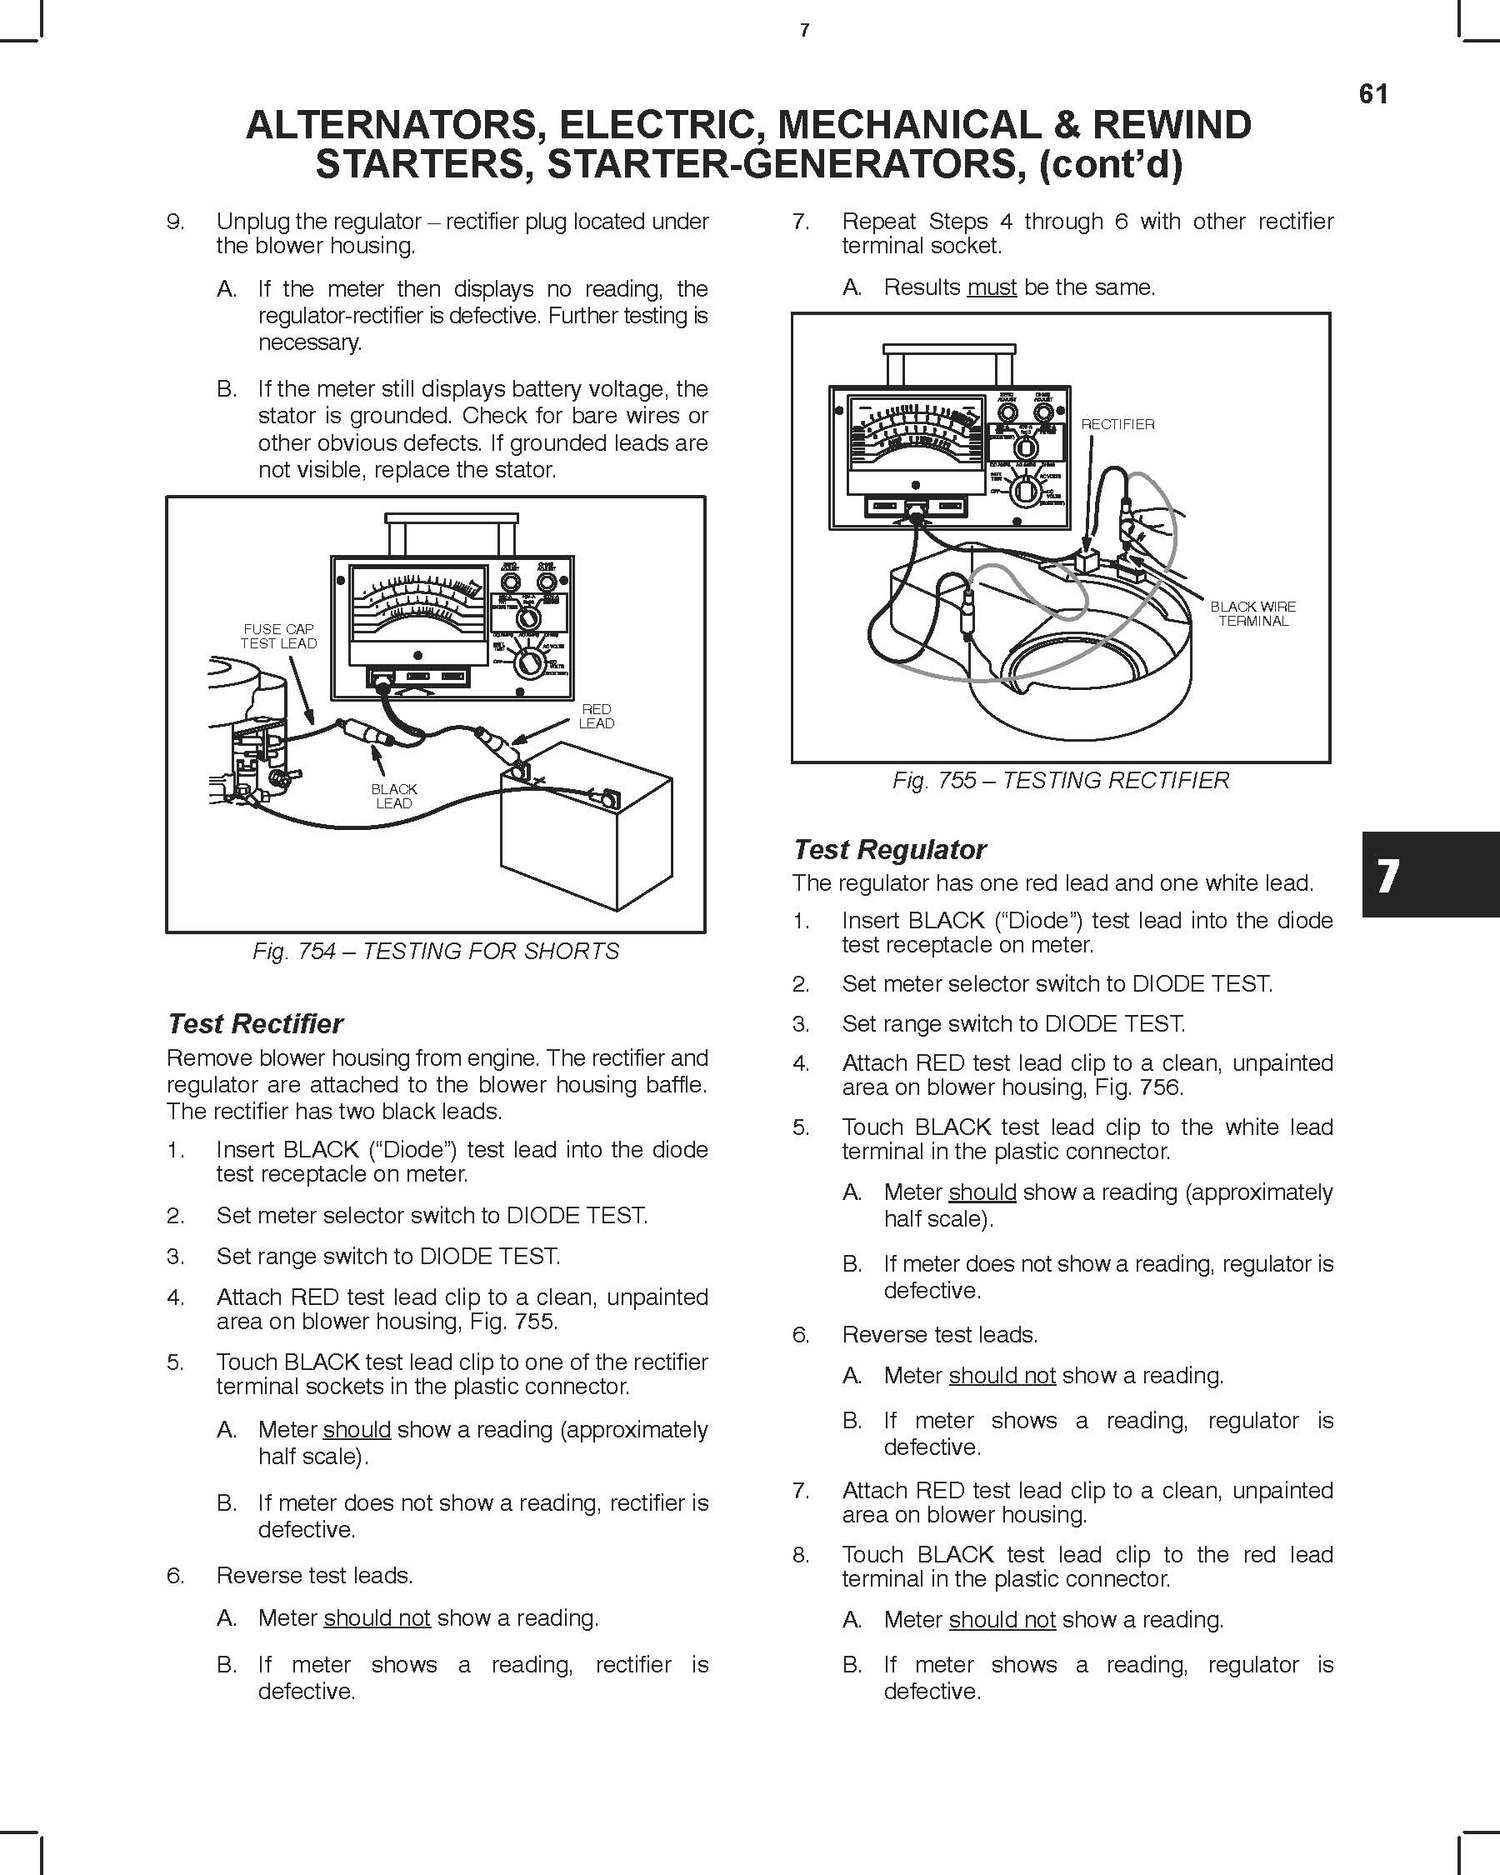 7
61
ALTERNATORS, ELECTRIC, MECHANICAL & REWIND
STARTERS, STARTER-GENERATORS, (cont’d)
9. Unplug the regulator – rectifier plug located under
the blower housing.
A. If the meter then displays no reading, the
regulator-rectifier is defective. Further testing is
necessary.
B. If the meter still displays battery voltage, the
stator is grounded. Check for bare wires or
other obvious defects. If grounded leads are
not visible, replace the stator.
FUSE CAP
TEST LEAD
RED
LEAD
BLACK
LEAD
Fig. 754 – TESTING FOR SHORTS
Test Rectifier
Remove blower housing from engine. The rectifier and
regulator are attached to the blower housing baffle.
The rectifier has two black leads.
1. Insert BLACK (“Diode”) test lead into the diode
test receptacle on meter.
2. Set meter selector switch to DIODE TEST.
3. Set range switch to DIODE TEST.
4. Attach RED test lead clip to a clean, unpainted
area on blower housing, Fig. 755.
5. Touch BLACK test lead clip to one of the rectifier
terminal sockets in the plastic connector.
A. Meter should show a reading (approximately
half scale).
B. If meter does not show a reading, rectifier is
defective.
6. Reverse test leads.
A. Meter should not show a reading.
B. If meter shows a reading, rectifier is
defective.
7. Repeat Steps 4 through 6 with other rectifier
terminal socket.
A. Results must be the same.
RECTIFIER
BLACK WIRE
TERMINAL
Fig. 755 – TESTING RECTIFIER
Test Regulator
The regulator has one red lead and one white lead.
1. Insert BLACK (“Diode”) test lead into the diode
test receptacle on meter.
2. Set meter selector switch to DIODE TEST.
3. Set range switch to DIODE TEST.
4. Attach RED test lead clip to a clean, unpainted
area on blower housing, Fig. 756.
5. Touch BLACK test lead clip to the white lead
terminal in the plastic connector.
A. Meter should show a reading (approximately
half scale).
B. If meter does not show a reading, regulator is
defective.
6. Reverse test leads.
A. Meter should not show a reading.
B. If meter shows a reading, regulator is
defective.
7. Attach RED test lead clip to a clean, unpainted
area on blower housing.
8. Touch BLACK test lead clip to the red lead
terminal in the plastic connector.
A. Meter should not show a reading.
B. If meter shows a reading, regulator is
defective.
7